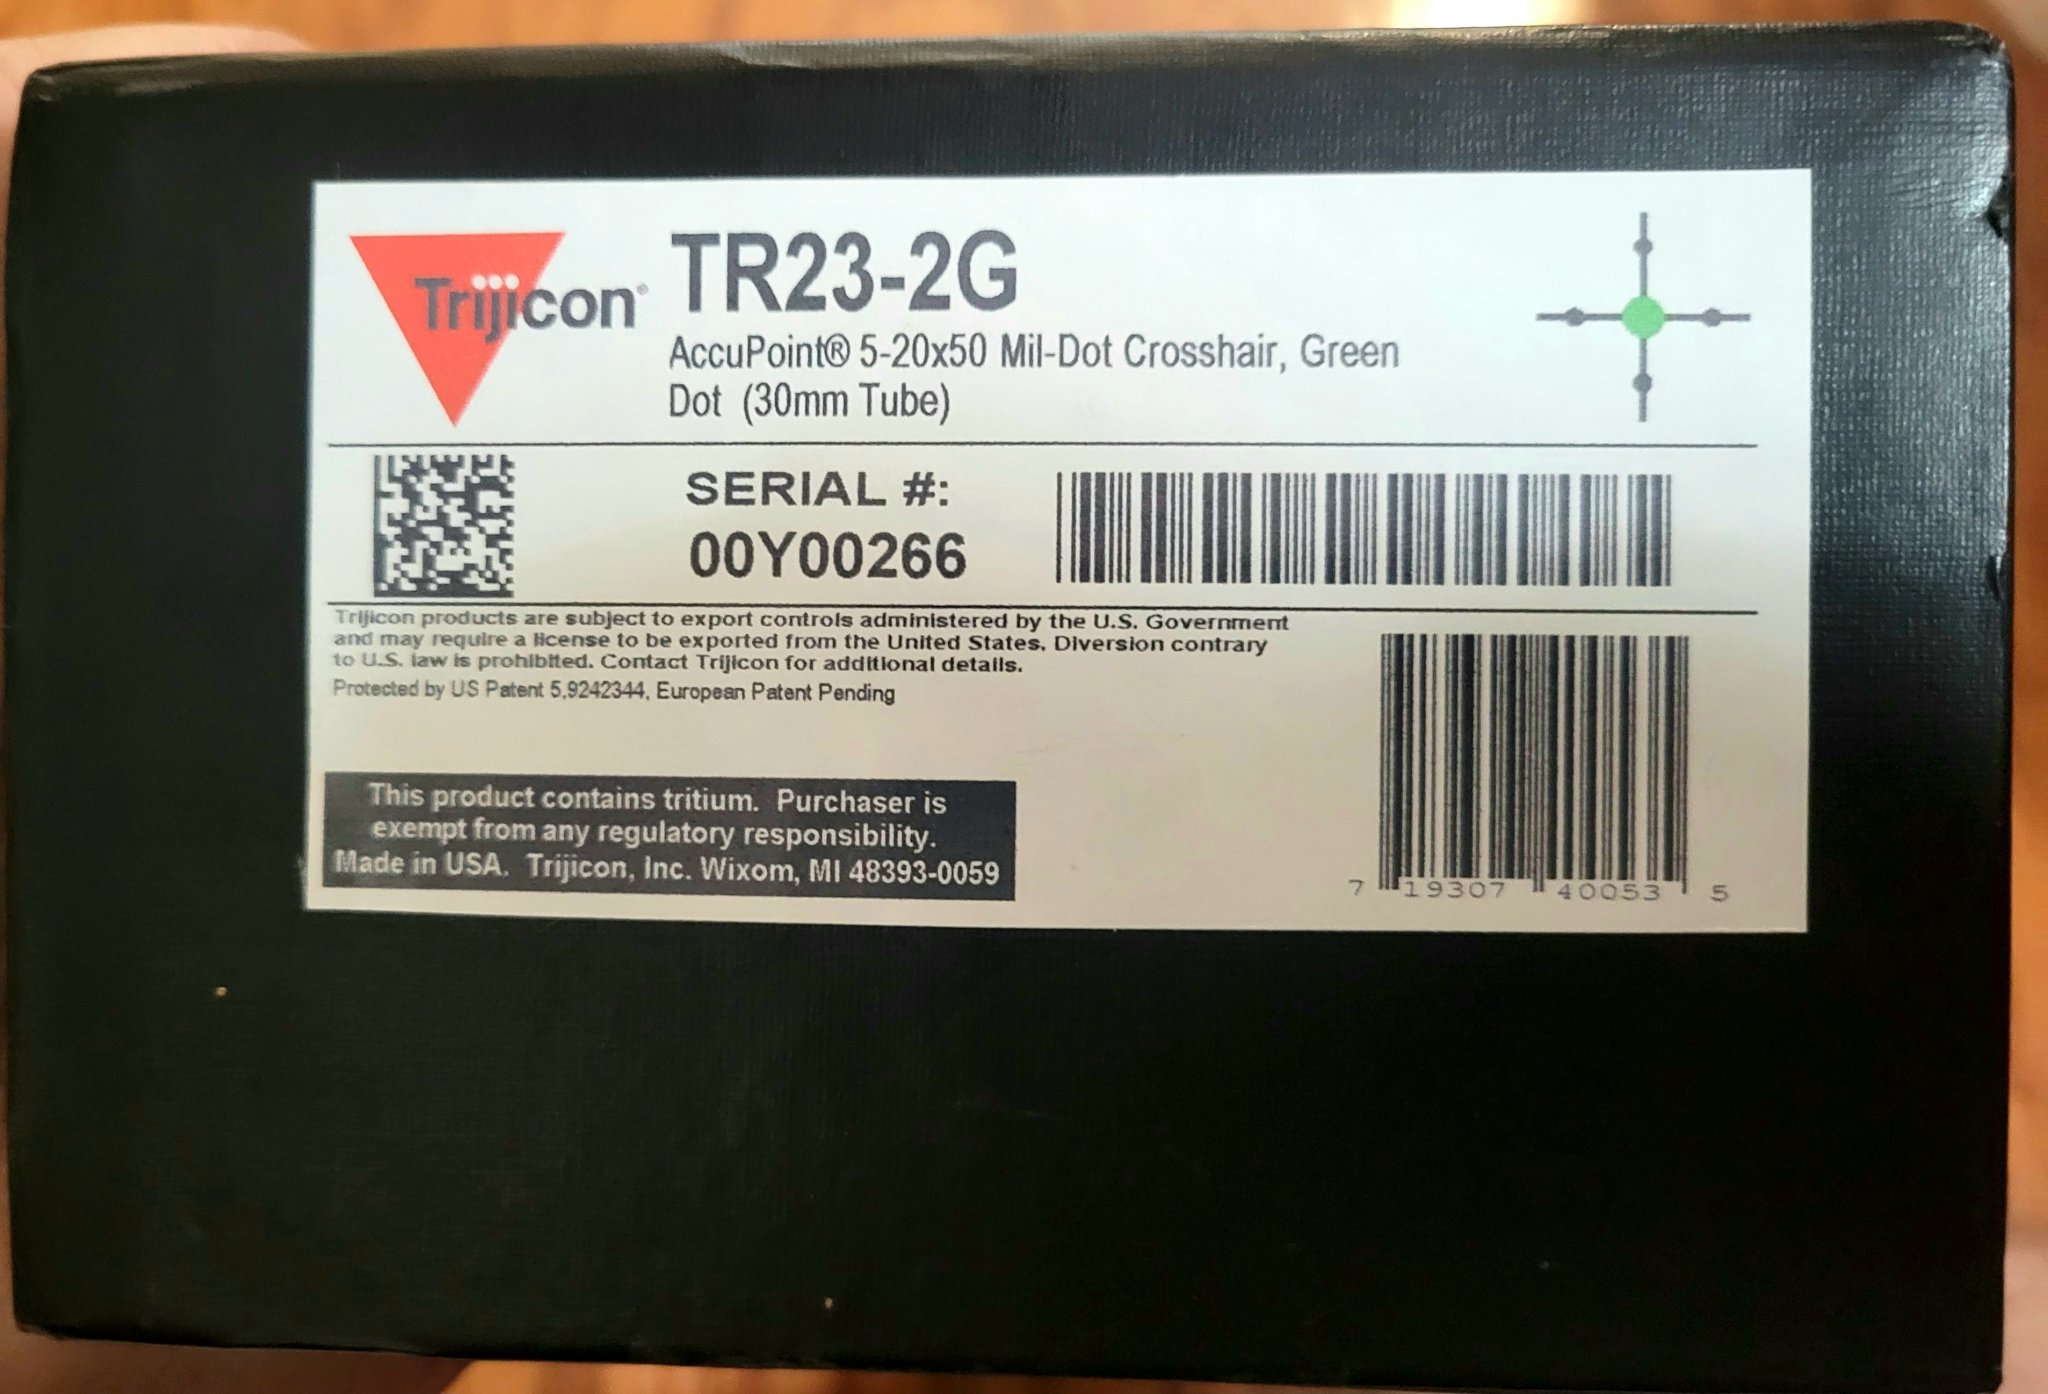 Trijicon®
TR23-2G
AccuPoint® 5-20x50 Mil-Dot Crosshair, Green
Dot (30mm Tube)
SERIAL #:
00Y00266
Trijicon products are subject to export controls administered by the U.S. Government
and may require a license to be exported from the United States. Diversion contrary
to U.S. law is prohibited. Contact Trijicon for additional details.
Protected by US Patent 5,9242344, European Patent Pending
This product contains tritium. Purchaser is
exempt from any regulatory responsibility.
Made in USA. Trijicon, Inc. Wixom, MI 48393-0059
7 19307 40053 5